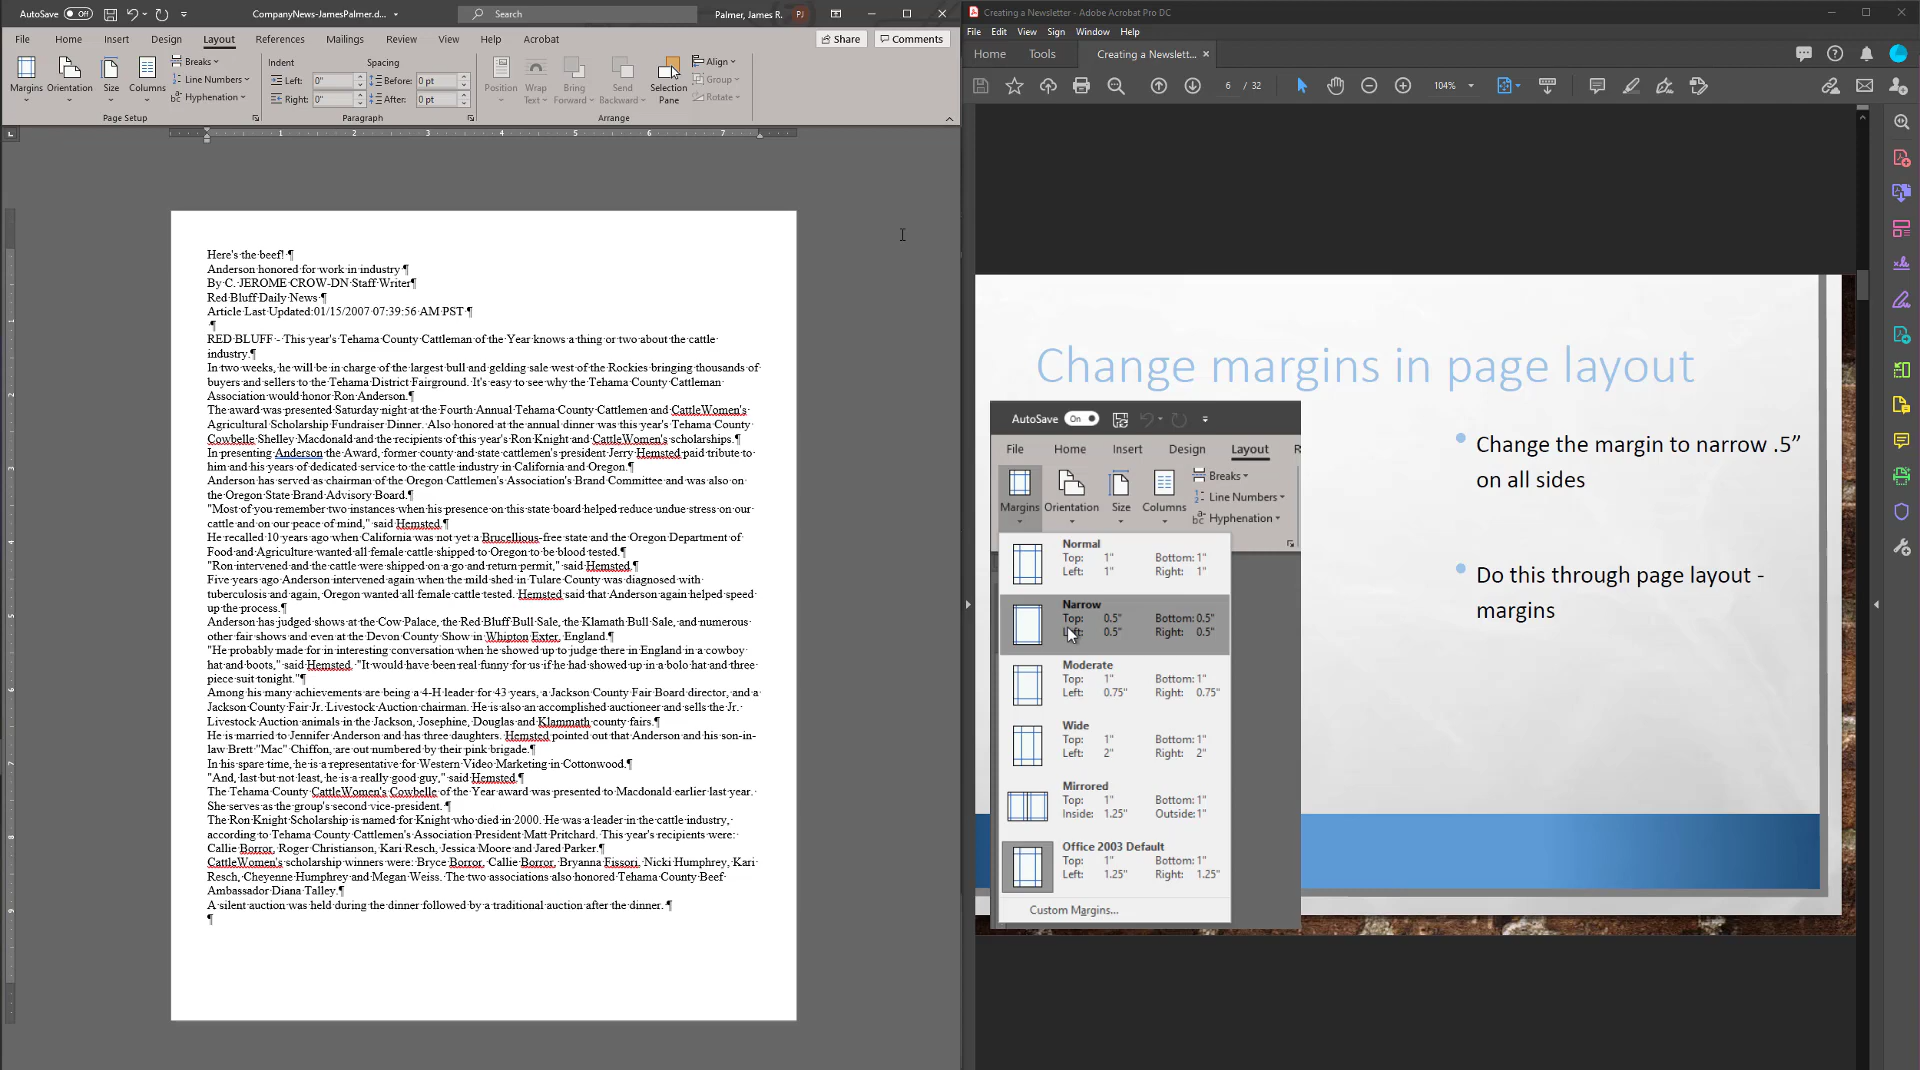 AutoSave Off
CompanyNews-JamesPalmer.d...
Search
Palmer, James R.
PJ
File Home Insert Design Layout References Mailings Review View Help Acrobat
Share Comments
Margins
Orientation
Size
Columns
Breaks
Line Numbers
Hyphenation
Page Setup
Indent
Left: 0"
Right: 0"
Spacing
Before: 0 pt
After: 0 pt
Paragraph
Position
Wrap
Text
Bring
Forward
Send
Backward
Selection
Pane
Align
Group
Rotate
Arrange
1 2 3 4 5 6 7
1
2
3
4
5
6
7
8
9
Here's the beef! ¶
Anderson honored for work in industry ¶
By C. JEROME CROW-DN Staff Writer¶
Red Bluff Daily News ¶
Article Last Updated:01/15/2007 07:39:56 AM PST ¶
¶
RED BLUFF - This year's Tehama County Cattleman of the Year knows a thing or two about the cattle
industry.¶
In two weeks, he will be in charge of the largest bull and gelding sale west of the Rockies bringing thousands of
buyers and sellers to the Tehama District Fairground. It's easy to see why the Tehama County Cattleman
Association would honor Ron Anderson.¶
The award was presented Saturday night at the Fourth Annual Tehama County Cattlemen and CattleWomen's
Agricultural Scholarship Fundraiser Dinner. Also honored at the annual dinner was this year's Tehama County
Cowbelle Shelley Macdonald and the recipients of this year's Ron Knight and CattleWomen's scholarships.¶
In presenting Anderson the Award, former county and state cattlemen's president Jerry Hemsted paid tribute to
him and his years of dedicated service to the cattle industry in California and Oregon.¶
Anderson has served as chairman of the Oregon Cattlemen's Association's Brand Committee and was also on
the Oregon State Brand Advisory Board.¶
"Most of you remember two instances when his presence on this state board helped reduce undue stress on our
cattle and on our peace of mind," said Hemsted.¶
He recalled 10 years ago when California was not yet a Brucellious-free state and the Oregon Department of
Food and Agriculture wanted all female cattle shipped to Oregon to be blood tested.¶
"Ron intervened and the cattle were shipped on a go and return permit," said Hemsted.¶
Five years ago Anderson intervened again when the mild shed in Tulare County was diagnosed with
tuberculosis and again, Oregon wanted all female cattle tested. Hemsted said that Anderson again helped speed
up the process.¶
Anderson has judged shows at the Cow Palace, the Red Bluff Bull Sale, the Klamath Bull Sale, and numerous
other fair shows and even at the Devon County Show in Whipton Exter, England.¶
"He probably made for in interesting conversation when he showed up to judge there in England in a cowboy
hat and boots," said Hemsted. "It would have been real funny for us if he had showed up in a bolo hat and three
piece suit tonight."¶
Among his many achievements are being a 4-H leader for 43 years, a Jackson County Fair Board director, and a
Jackson County Fair Jr. Livestock Auction chairman. He is also an accomplished auctioneer and sells the Jr.
Livestock Auction animals in the Jackson, Josephine, Douglas and Klammath county fairs.¶
He is married to Jennifer Anderson and has three daughters. Hemsted pointed out that Anderson and his son-in-
law Brett "Mac" Chiffon, are out numbered by their pink brigade.¶
In his spare time, he is a representative for Western Video Marketing in Cottonwood.¶
"And, last but not least, he is a really good guy," said Hemsted.¶
The Tehama County CattleWomen's Cowbelle of the Year award was presented to Macdonald earlier last year.
She serves as the group's second vice-president. ¶
The Ron Knight Scholarship is named for Knight who died in 2000. He was a leader in the cattle industry,
according to Tehama County Cattlemen's Association President Matt Pritchard. This year's recipients were:
Callie Borror, Roger Christianson, Kari Resch, Jessica Moore and Jared Parker.¶
CattleWomen's scholarship winners were: Bryce Borror, Callie Borror, Bryanna Fissori, Nicki Humphrey, Kari
Resch, Cheyenne Humphrey and Megan Weiss. The two associations also honored Tehama County Beef
Ambassador Diana Talley.¶
A silent auction was held during the dinner followed by a traditional auction after the dinner. ¶
¶
Creating a Newsletter - Adobe Acrobat Pro DC
File Edit View Sign Window Help
Home Tools Creating a Newslett...
6 / 32
104%
Change margins in page layout
AutoSave On
File Home Insert Design Layout R
Margins
Orientation
Size
Columns
Breaks
Line Numbers
Hyphenation
Normal
Top: 1" Bottom: 1"
Left: 1" Right: 1"
Narrow
Top: 0.5" Bottom: 0.5"
Left: 0.5" Right: 0.5"
Moderate
Top: 1" Bottom: 1"
Left: 0.75" Right: 0.75"
Wide
Top: 1" Bottom: 1"
Left: 2" Right: 2"
Mirrored
Top: 1" Bottom: 1"
Inside: 1.25" Outside: 1"
Office 2003 Default
Top: 1" Bottom: 1"
Left: 1.25" Right: 1.25"
Custom Margins...
• Change the margin to narrow .5”
on all sides
• Do this through page layout -
margins